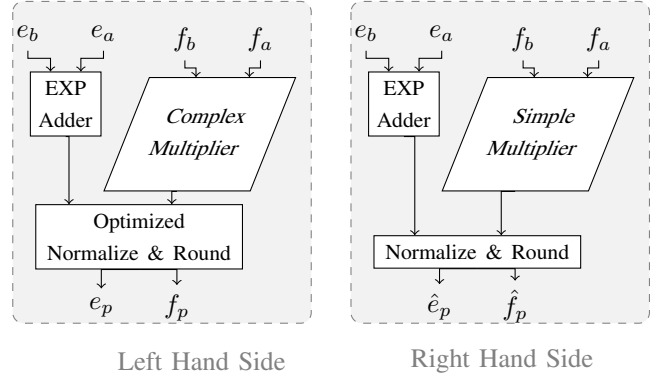 e_b e_a f_b f_a
EXP
Adder
Complex
Multiplier
Optimized
Normalize & Round
e_p f_p
Left Hand Side
e_b e_a f_b f_a
EXP
Adder
Simple
Multiplier
Normalize & Round
ê_p f̂_p
Right Hand Side